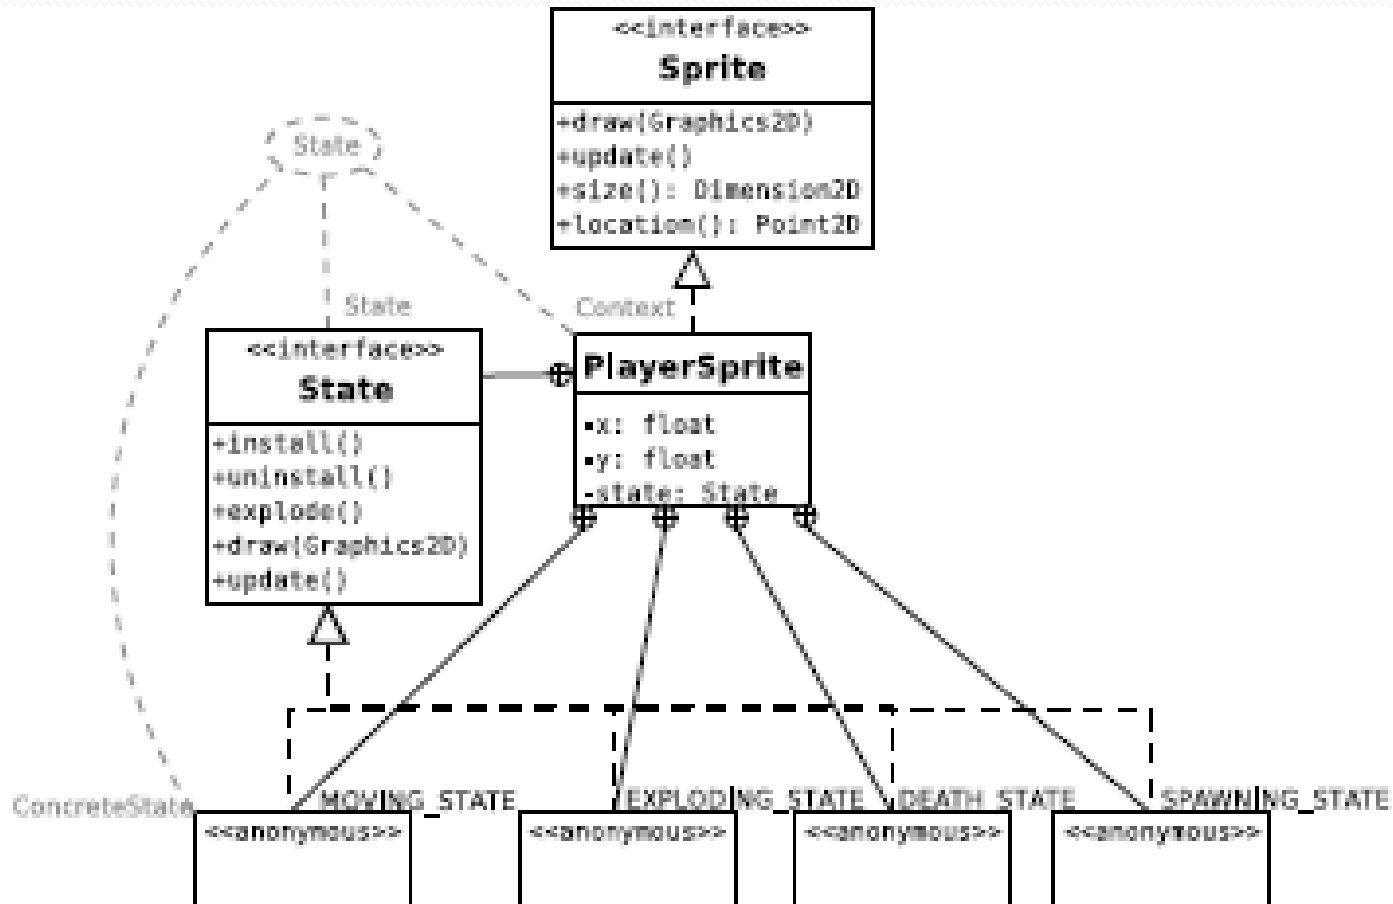 <<interface>>
Sprite
+draw(Graphics2D)
+update()
+size(): Dimension2D
+location(): Point2D
State
State
Context
<<interface>>
State
+install()
+uninstall()
+explode()
+draw(Graphics2D)
+update()
PlayerSprite
-x: float
-y: float
-state: State
ConcreteState
MOVING_STATE
EXPLODING_STATE
DEATH_STATE
SPAWNING_STATE
<<anonymous>>
<<anonymous>>
<<anonymous>>
<<anonymous>>